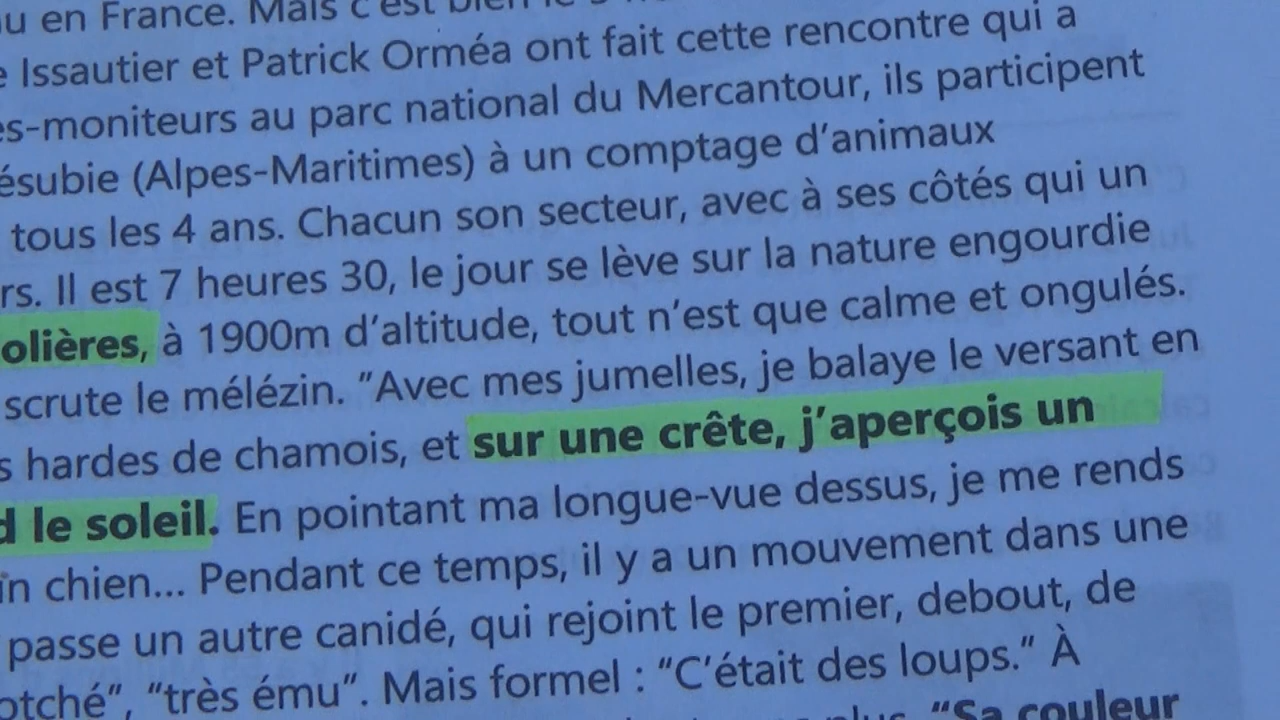 en France. Mais c'est bien
Issautier et Patrick Orméa ont fait cette rencontre qui a
es-moniteurs au parc national du Mercantour, ils participent
ésubie (Alpes-Maritimes) à un comptage d'animaux
tous les 4 ans. Chacun son secteur, avec à ses côtés qui un
rs. Il est 7 heures 30, le jour se lève sur la nature engourdie
olières, à 1900m d'altitude, tout n'est que calme et ongulés.
scrute le mélézin. "Avec mes jumelles, je balaye le versant en
s hardes de chamois, et sur une crête, j'aperçois un
d le soleil. En pointant ma longue-vue dessus, je me rends
in chien... Pendant ce temps, il y a un mouvement dans une
passe un autre canidé, qui rejoint le premier, debout, de
otché", "très ému". Mais formel : "C'était des loups." À
plus. "Sa couleur